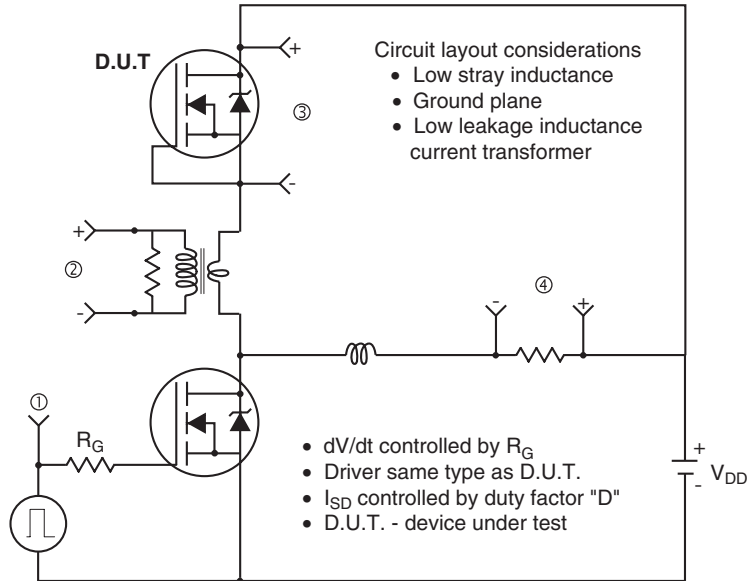 D.U.T
+
③
-
Circuit layout considerations
• Low stray inductance
• Ground plane
• Low leakage inductance
current transformer
+
②
-
④
- +
①
R_G
• dV/dt controlled by R_G
• Driver same type as D.U.T.
• I_SD controlled by duty factor "D"
• D.U.T. - device under test
+
V_DD
-